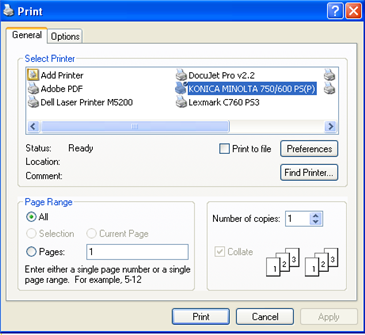 Print
General Options
Select Printer
Add Printer DocuJet Pro v2.2
Adobe PDF KONICA MINOLTA 750/600 PS(P)
Dell Laser Printer M5200 Lexmark C760 PS3
Status: Ready Print to file Preferences
Location:
Comment: Find Printer...
Page Range
All Number of copies: 1
Selection Current Page
Pages: 1 Collate 1 1 2 2 3 3
Enter either a single page number or a single
page range. For example, 5-12
Print Cancel Apply